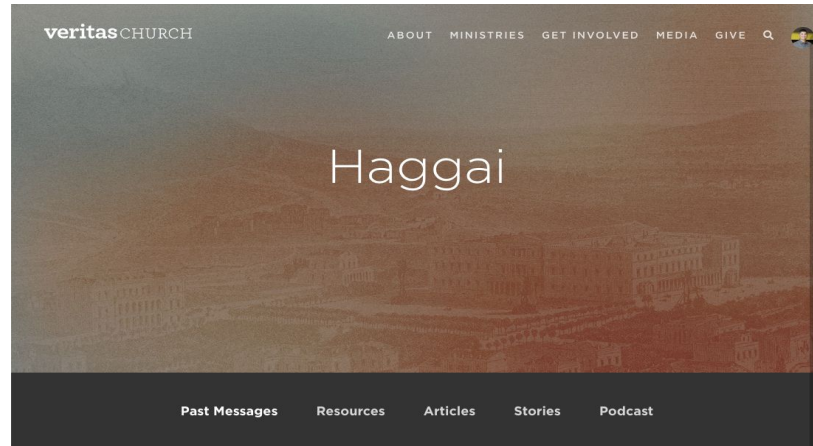 veritas CHURCH ABOUT MINISTRIES GET INVOLVED MEDIA GIVE
Haggai
Past Messages Resources Articles Stories Podcast